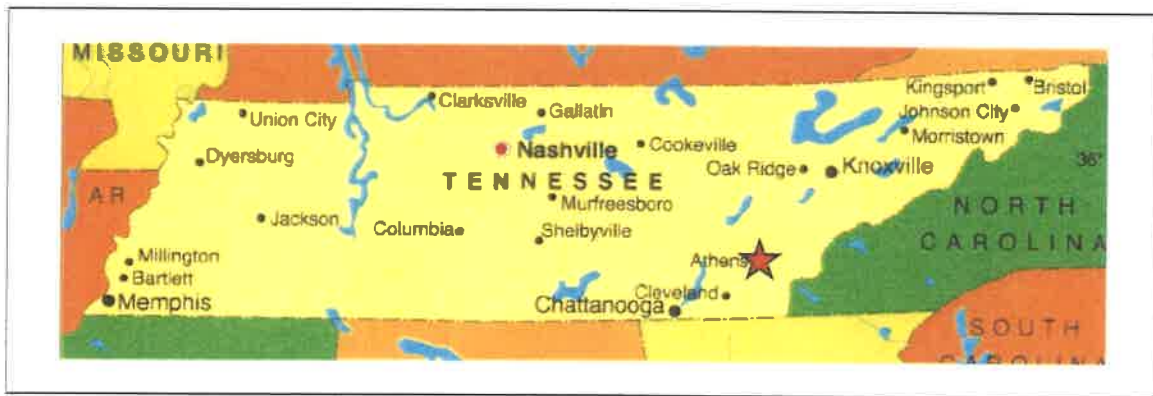 MISSOURI
Kingsport
Bristol
Clarksville
Gallatin
Johnson City
Union City
Morristown
Nashville
Cookeville
Dyersburg
36°
Oak Ridge
Knoxville
TENNESSEE
AR
Murfreesboro
NORTH
CAROLINA
Jackson
Columbia
Shelbyville
Millington
Athens
Bartlett
Cleveland
Memphis
Chattanooga
SOUTH
CAROLINA